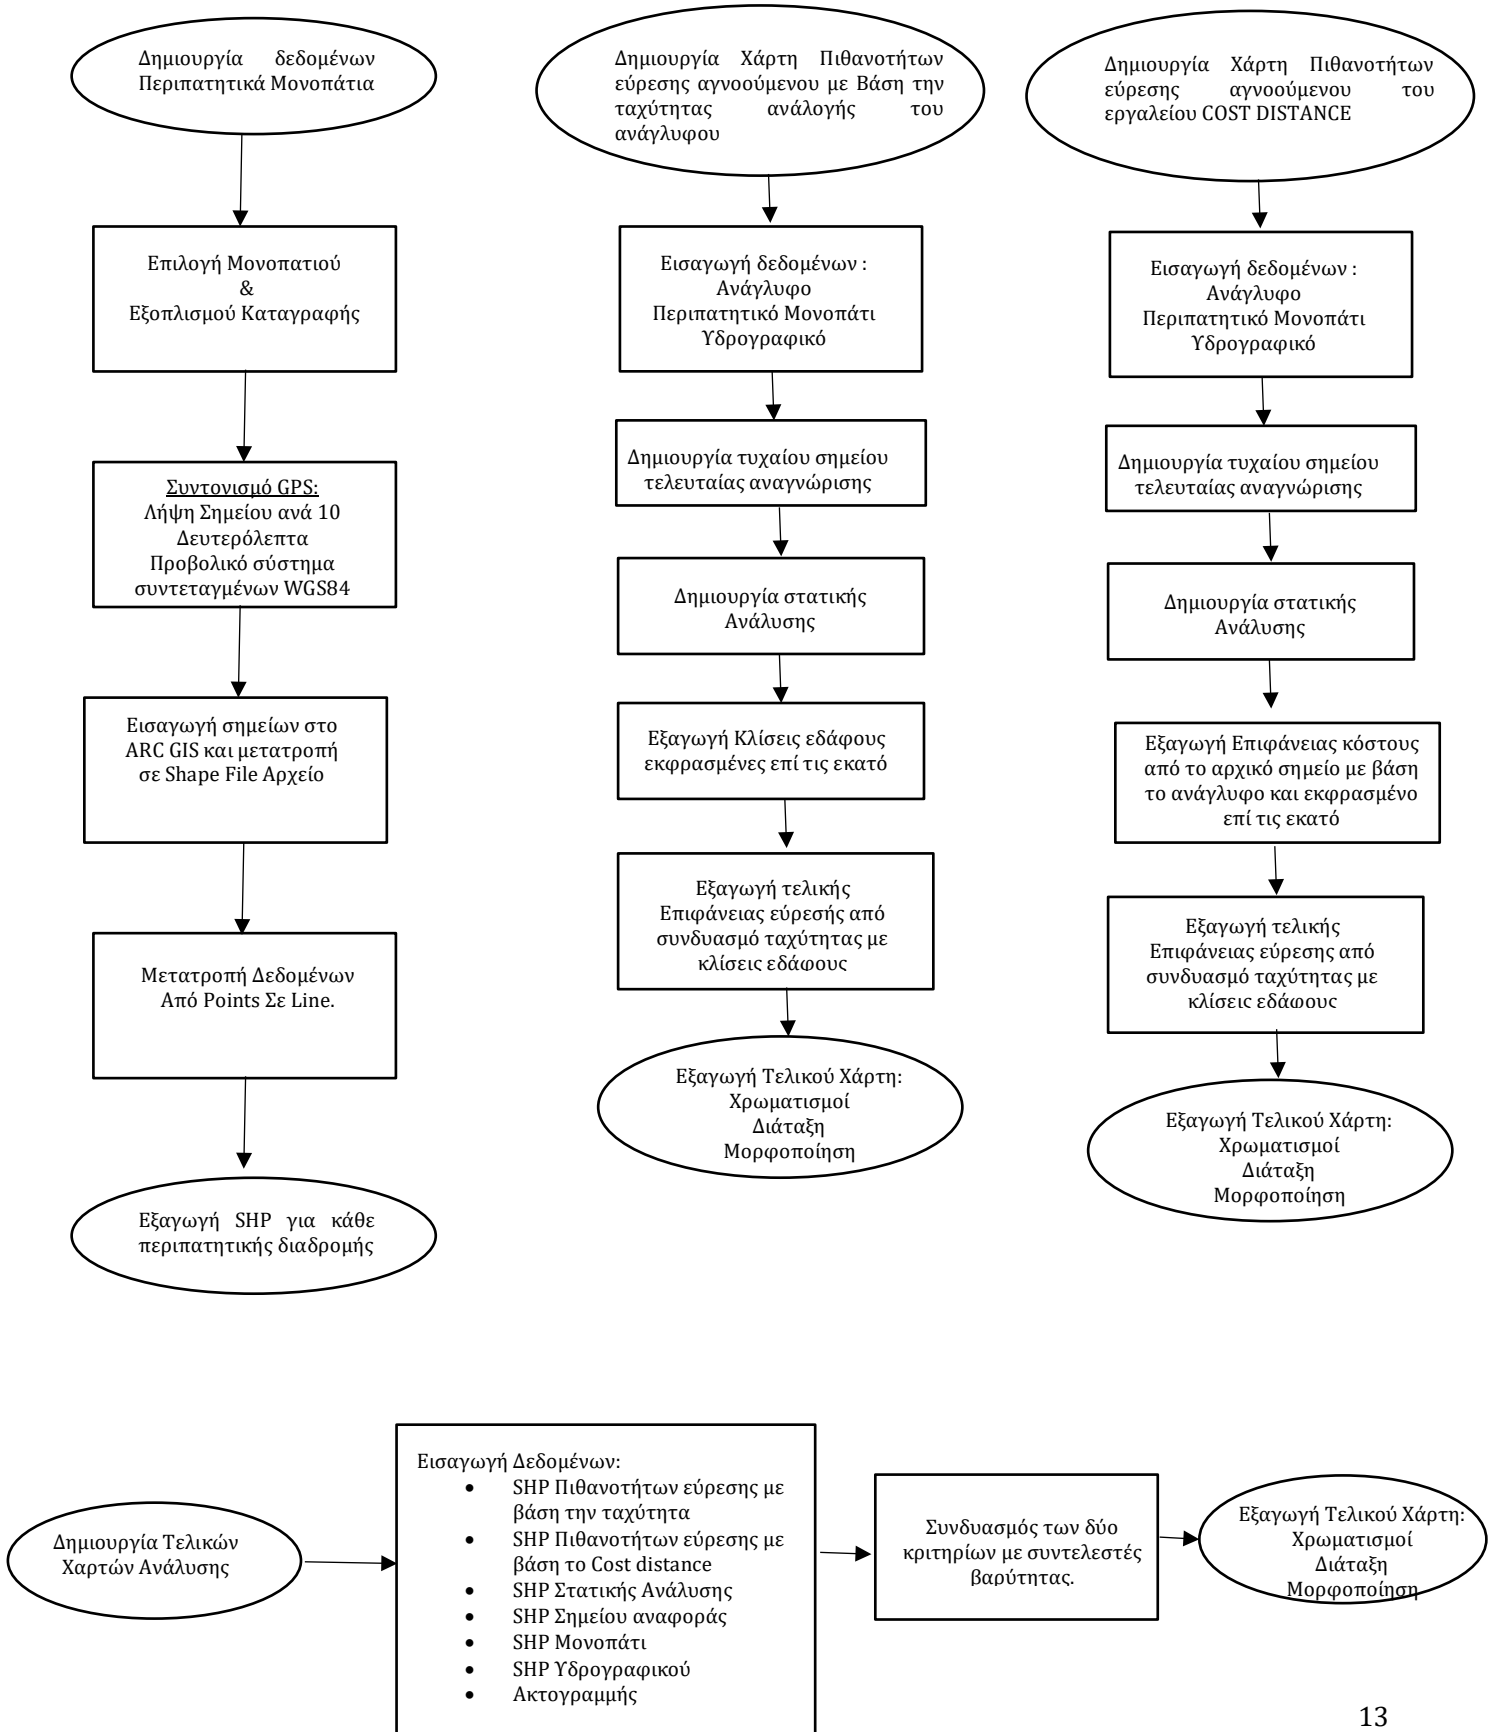 Δημιουργία δεδομένων
Περιπατητικά Μονοπάτια
Επιλογή Μονοπατιού
&
Εξοπλισμού Καταγραφής
Συντονισμό GPS:
Λήψη Σημείου ανά 10
Δευτερόλεπτα
Προβολικό σύστημα
συντεταγμένων WGS84
Εισαγωγή σημείων στο
ARC GIS και μετατροπή
σε Shape File Αρχείο
Μετατροπή Δεδομένων
Από Points Σε Line.
Εξαγωγή SHP για κάθε
περιπατητικής διαδρομής
Δημιουργία Χάρτη Πιθανοτήτων
εύρεσης αγνοούμενου με Βάση την
ταχύτητας ανάλογής του
ανάγλυφου
Εισαγωγή δεδομένων :
Ανάγλυφο
Περιπατητικό Μονοπάτι
Υδρογραφικό
Δημιουργία τυχαίου σημείου
τελευταίας αναγνώρισης
Δημιουργία στατικής
Ανάλυσης
Εξαγωγή Κλίσεις εδάφους
εκφρασμένες επί τις εκατό
Εξαγωγή τελικής
Επιφάνειας εύρεσής από
συνδυασμό ταχύτητας με
κλίσεις εδάφους
Εξαγωγή Τελικού Χάρτη:
Χρωματισμοί
Διάταξη
Μορφοποίηση
Δημιουργία Χάρτη Πιθανοτήτων
εύρεσης αγνοούμενου του
εργαλείου COST DISTANCE
Εισαγωγή δεδομένων :
Ανάγλυφο
Περιπατητικό Μονοπάτι
Υδρογραφικό
Δημιουργία τυχαίου σημείου
τελευταίας αναγνώρισης
Δημιουργία στατικής
Ανάλυσης
Εξαγωγή Επιφάνειας κόστους
από το αρχικό σημείο με βάση
το ανάγλυφο και εκφρασμένο
επί τις εκατό
Εξαγωγή τελικής
Επιφάνειας εύρεσης από
συνδυασμό ταχύτητας με
κλίσεις εδάφους
Εξαγωγή Τελικού Χάρτη:
Χρωματισμοί
Διάταξη
Μορφοποίηση
Δημιουργία Τελικών
Χαρτών Ανάλυσης
Εισαγωγή Δεδομένων:
• SHP Πιθανοτήτων εύρεσης με
βάση την ταχύτητα
• SHP Πιθανοτήτων εύρεσης με
βάση το Cost distance
• SHP Στατικής Ανάλυσης
• SHP Σημείου αναφοράς
• SHP Μονοπάτι
• SHP Υδρογραφικού
• Ακτογραμμής
Συνδυασμός των δύο
κριτηρίων με συντελεστές
βαρύτητας.
Εξαγωγή Τελικού Χάρτη:
Χρωματισμοί
Διάταξη
Μορφοποίηση
13